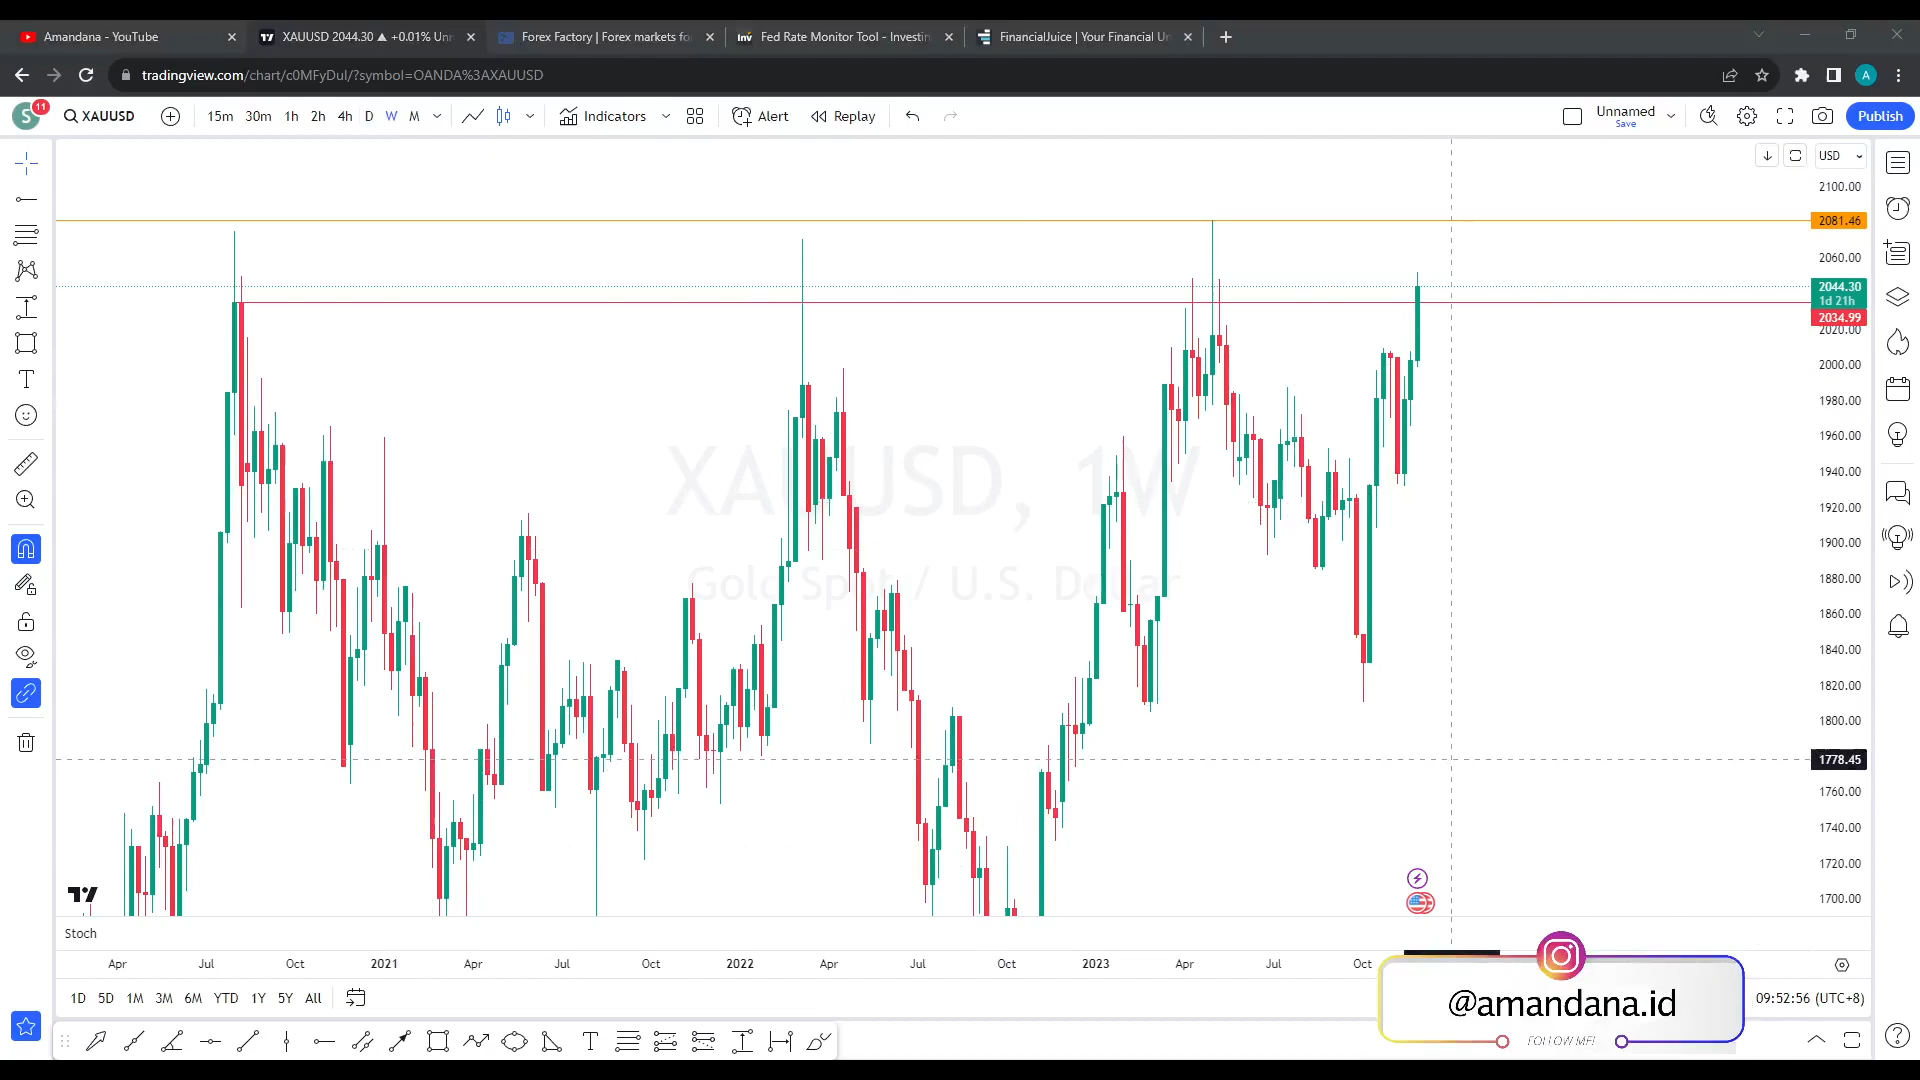 Amandana - YouTube
XAUUSD 2044.30 ▲ +0.01% Unn
Forex Factory | Forex markets fo
Inv
Fed Rate Monitor Tool - Investin
FinancialJuice | Your Financial Un
tradingview.com/chart/c0MFyDul/?symbol=OANDA%3AXAUUSD
A
S
11
XAUUSD
15m
30m
1h
2h
4h
D
W
M
Indicators
Alert
Replay
Unnamed
Save
Publish
USD
2100.00
2081.46
2060.00
2044.30
1d 21h
2034.99
2020.00
2000.00
1980.00
1960.00
1940.00
1920.00
1900.00
1880.00
1860.00
1840.00
1820.00
1800.00
1778.45
1760.00
1740.00
1720.00
1700.00
XAUUSD, 1W
Gold Spot / U.S. Dollar
Stoch
Apr
Jul
Oct
2021
Apr
Jul
Oct
2022
Apr
Jul
Oct
2023
Apr
Jul
Oct
1D
5D
1M
3M
6M
YTD
1Y
5Y
All
09:52:56 (UTC+8)
@amandana.id
FOLLOW ME!